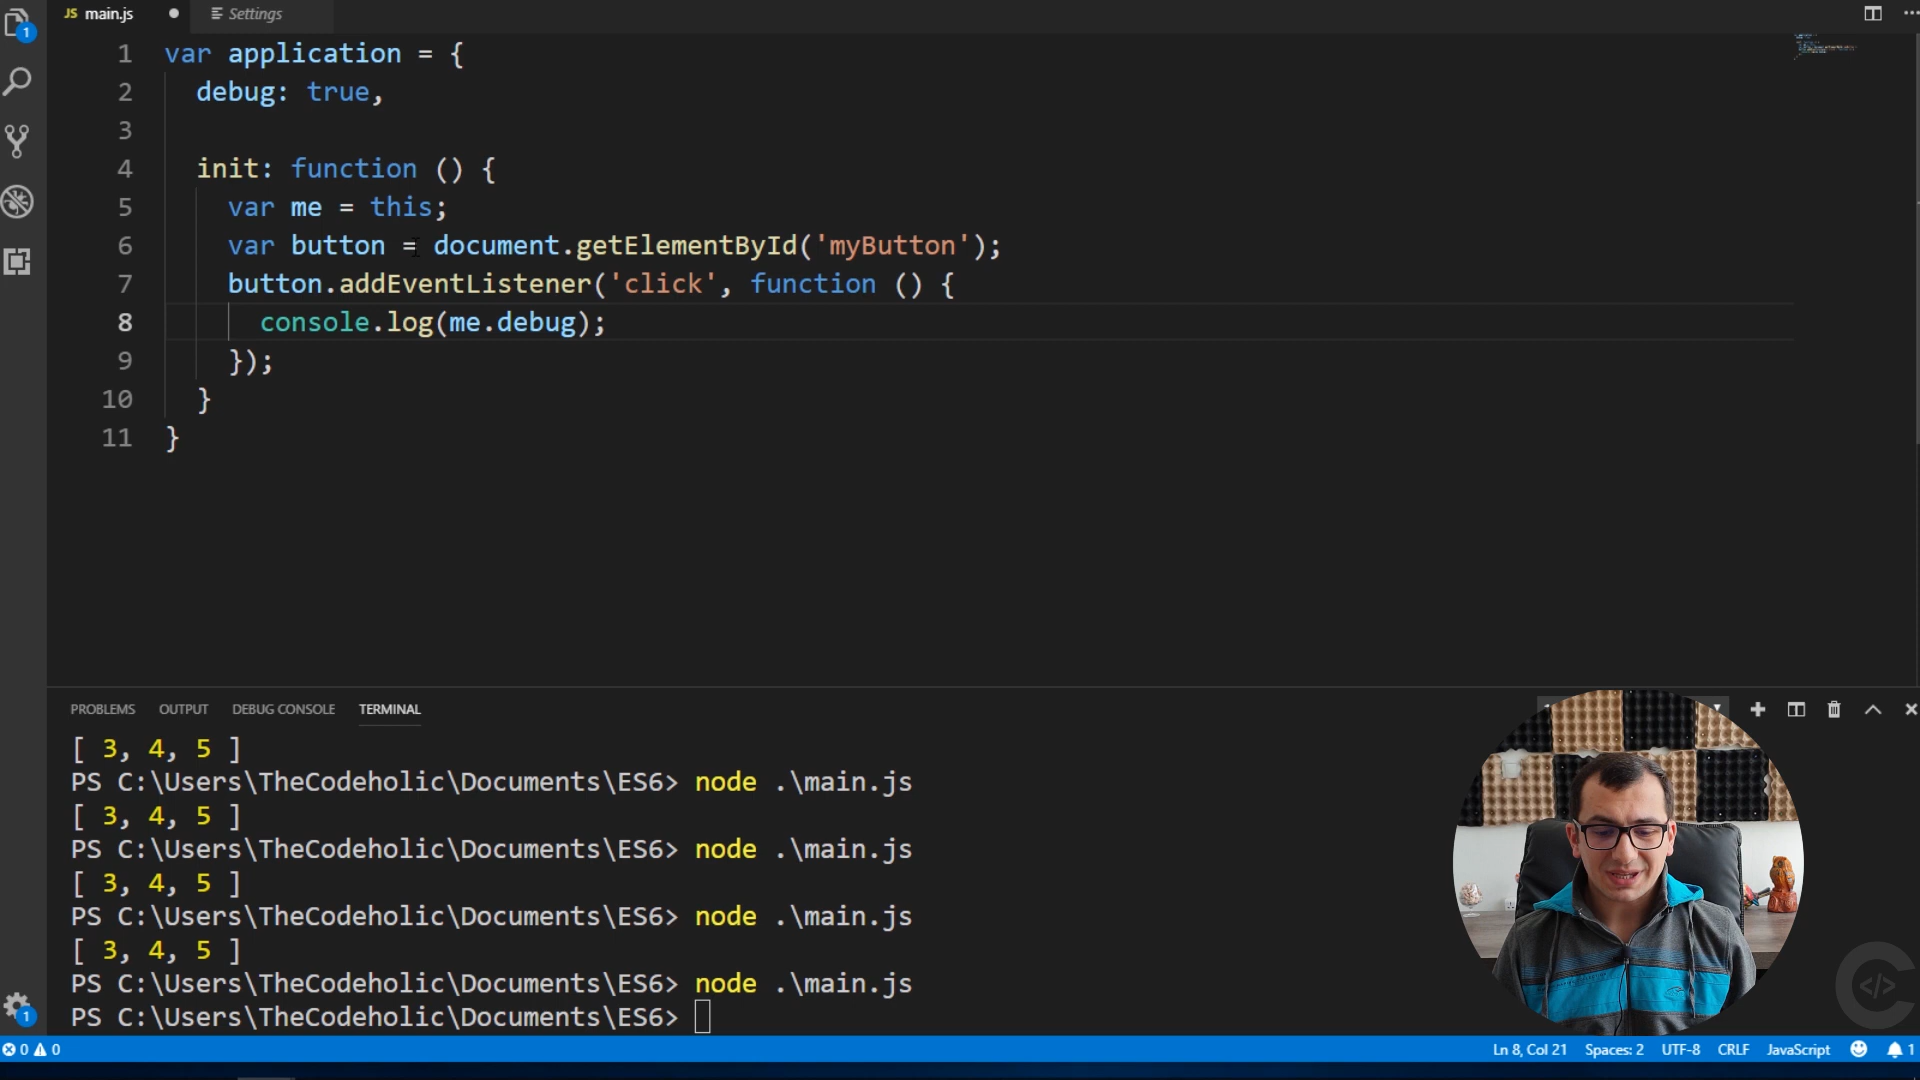 JS main.js ● Settings
1 var application = {
2 debug: true,
3
4 init: function () {
5 var me = this;
6 var button = document.getElementById('myButton');
7 button.addEventListener('click', function () {
8 console.log(me.debug);
9 });
10 }
11 }
PROBLEMS OUTPUT DEBUG CONSOLE TERMINAL
[ 3, 4, 5 ]
PS C:\Users\TheCodeholic\Documents\ES6> node .\main.js
[ 3, 4, 5 ]
PS C:\Users\TheCodeholic\Documents\ES6> node .\main.js
[ 3, 4, 5 ]
PS C:\Users\TheCodeholic\Documents\ES6> node .\main.js
[ 3, 4, 5 ]
PS C:\Users\TheCodeholic\Documents\ES6> node .\main.js
PS C:\Users\TheCodeholic\Documents\ES6>
0 0 Ln 8, Col 21 Spaces: 2 UTF-8 CRLF JavaScript 1